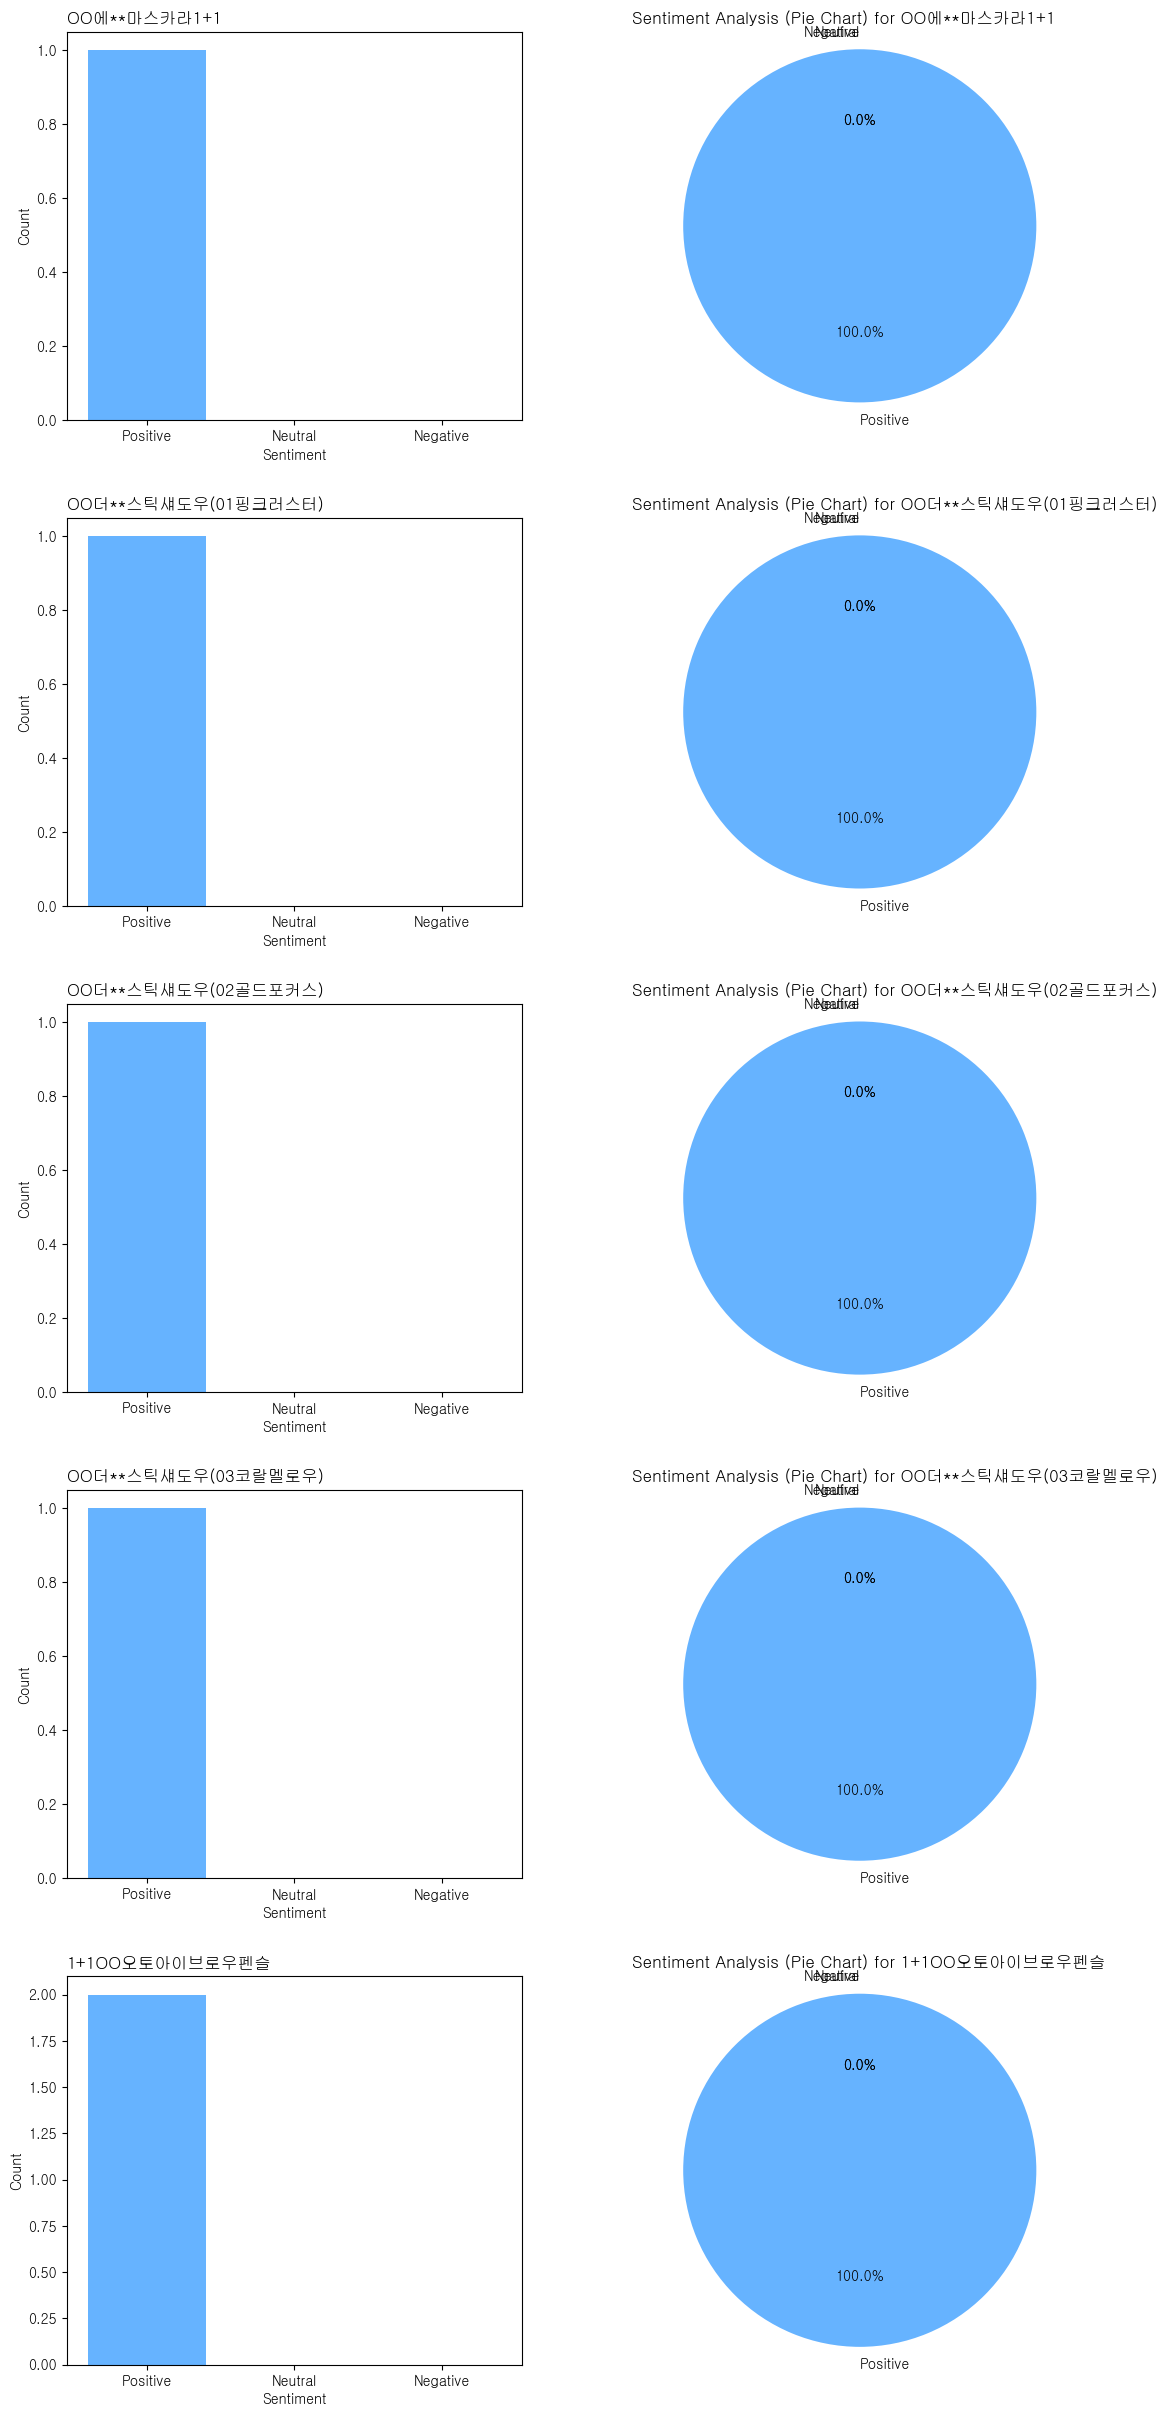 OO에**마스카라1+1
1.0
0.8
0.6
0.4
0.2
0.0
Count
Positive
Neutral
Negative
Sentiment
Sentiment Analysis (Pie Chart) for OO에**마스카라1+1
Negative
Neutral
0.0%
100.0%
Positive
OO더**스틱섀도우(01핑크러스터)
1.0
0.8
0.6
0.4
0.2
0.0
Count
Positive
Neutral
Negative
Sentiment
Sentiment Analysis (Pie Chart) for OO더**스틱섀도우(01핑크러스터)
Negative
Neutral
0.0%
100.0%
Positive
OO더**스틱섀도우(02골드포커스)
1.0
0.8
0.6
0.4
0.2
0.0
Count
Positive
Neutral
Negative
Sentiment
Sentiment Analysis (Pie Chart) for OO더**스틱섀도우(02골드포커스)
Negative
Neutral
0.0%
100.0%
Positive
OO더**스틱섀도우(03코랄멜로우)
1.0
0.8
0.6
0.4
0.2
0.0
Count
Positive
Neutral
Negative
Sentiment
Sentiment Analysis (Pie Chart) for OO더**스틱섀도우(03코랄멜로우)
Negative
Neutral
0.0%
100.0%
Positive
1+1OO오토아이브로우펜슬
2.00
1.75
1.50
1.25
1.00
0.75
0.50
0.25
0.00
Count
Positive
Neutral
Negative
Sentiment
Sentiment Analysis (Pie Chart) for 1+1OO오토아이브로우펜슬
Negative
Neutral
0.0%
100.0%
Positive